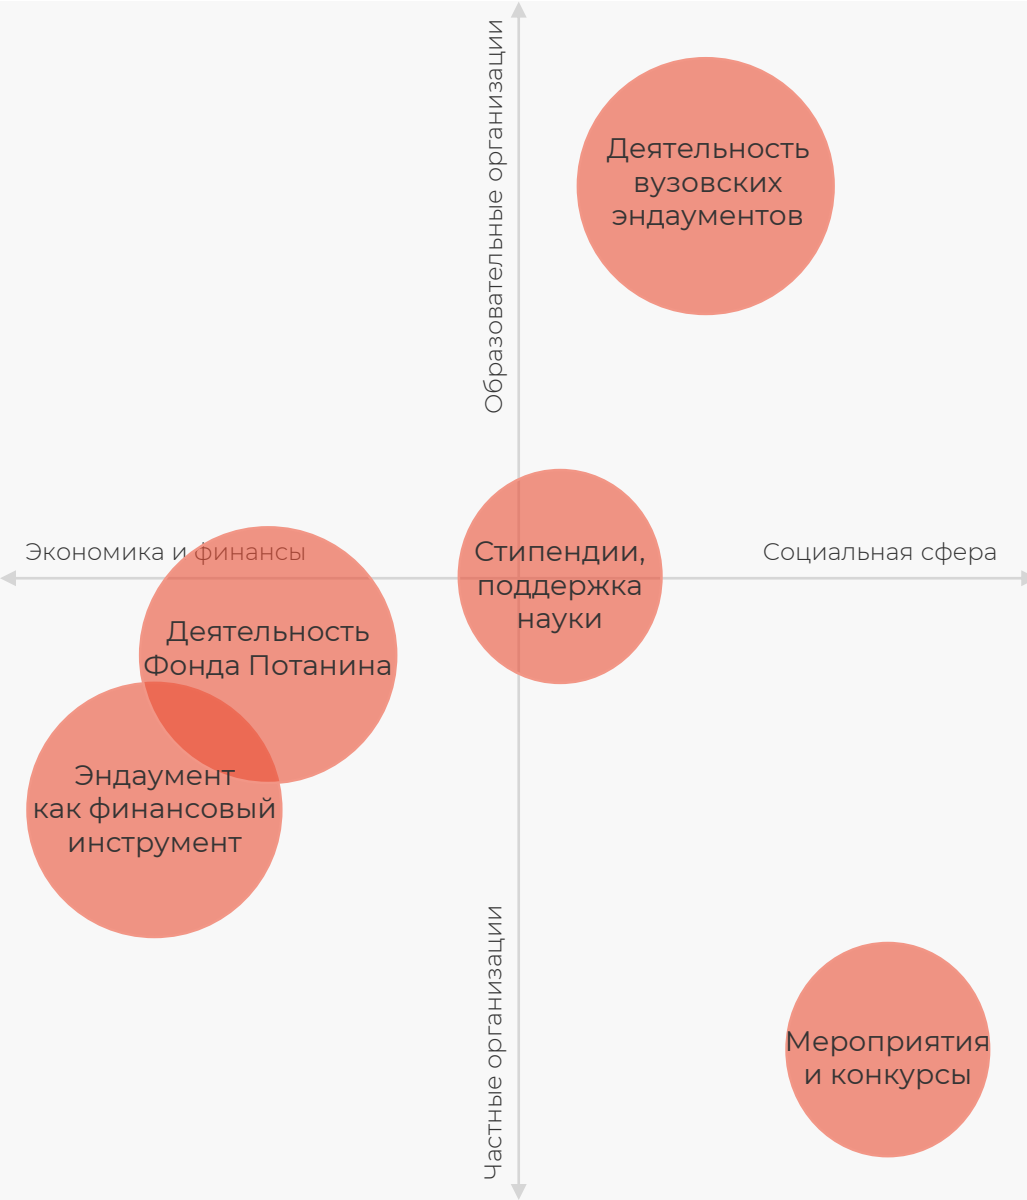 Образовательные организации
Деятельность
вузовских
эндаументов
Экономика и финансы
Стипендии,
поддержка
науки
Социальная сфера
Деятельность
Фонда Потанина
Эндаумент
как финансовый
инструмент
Частные организации
Мероприятия
и конкурсы